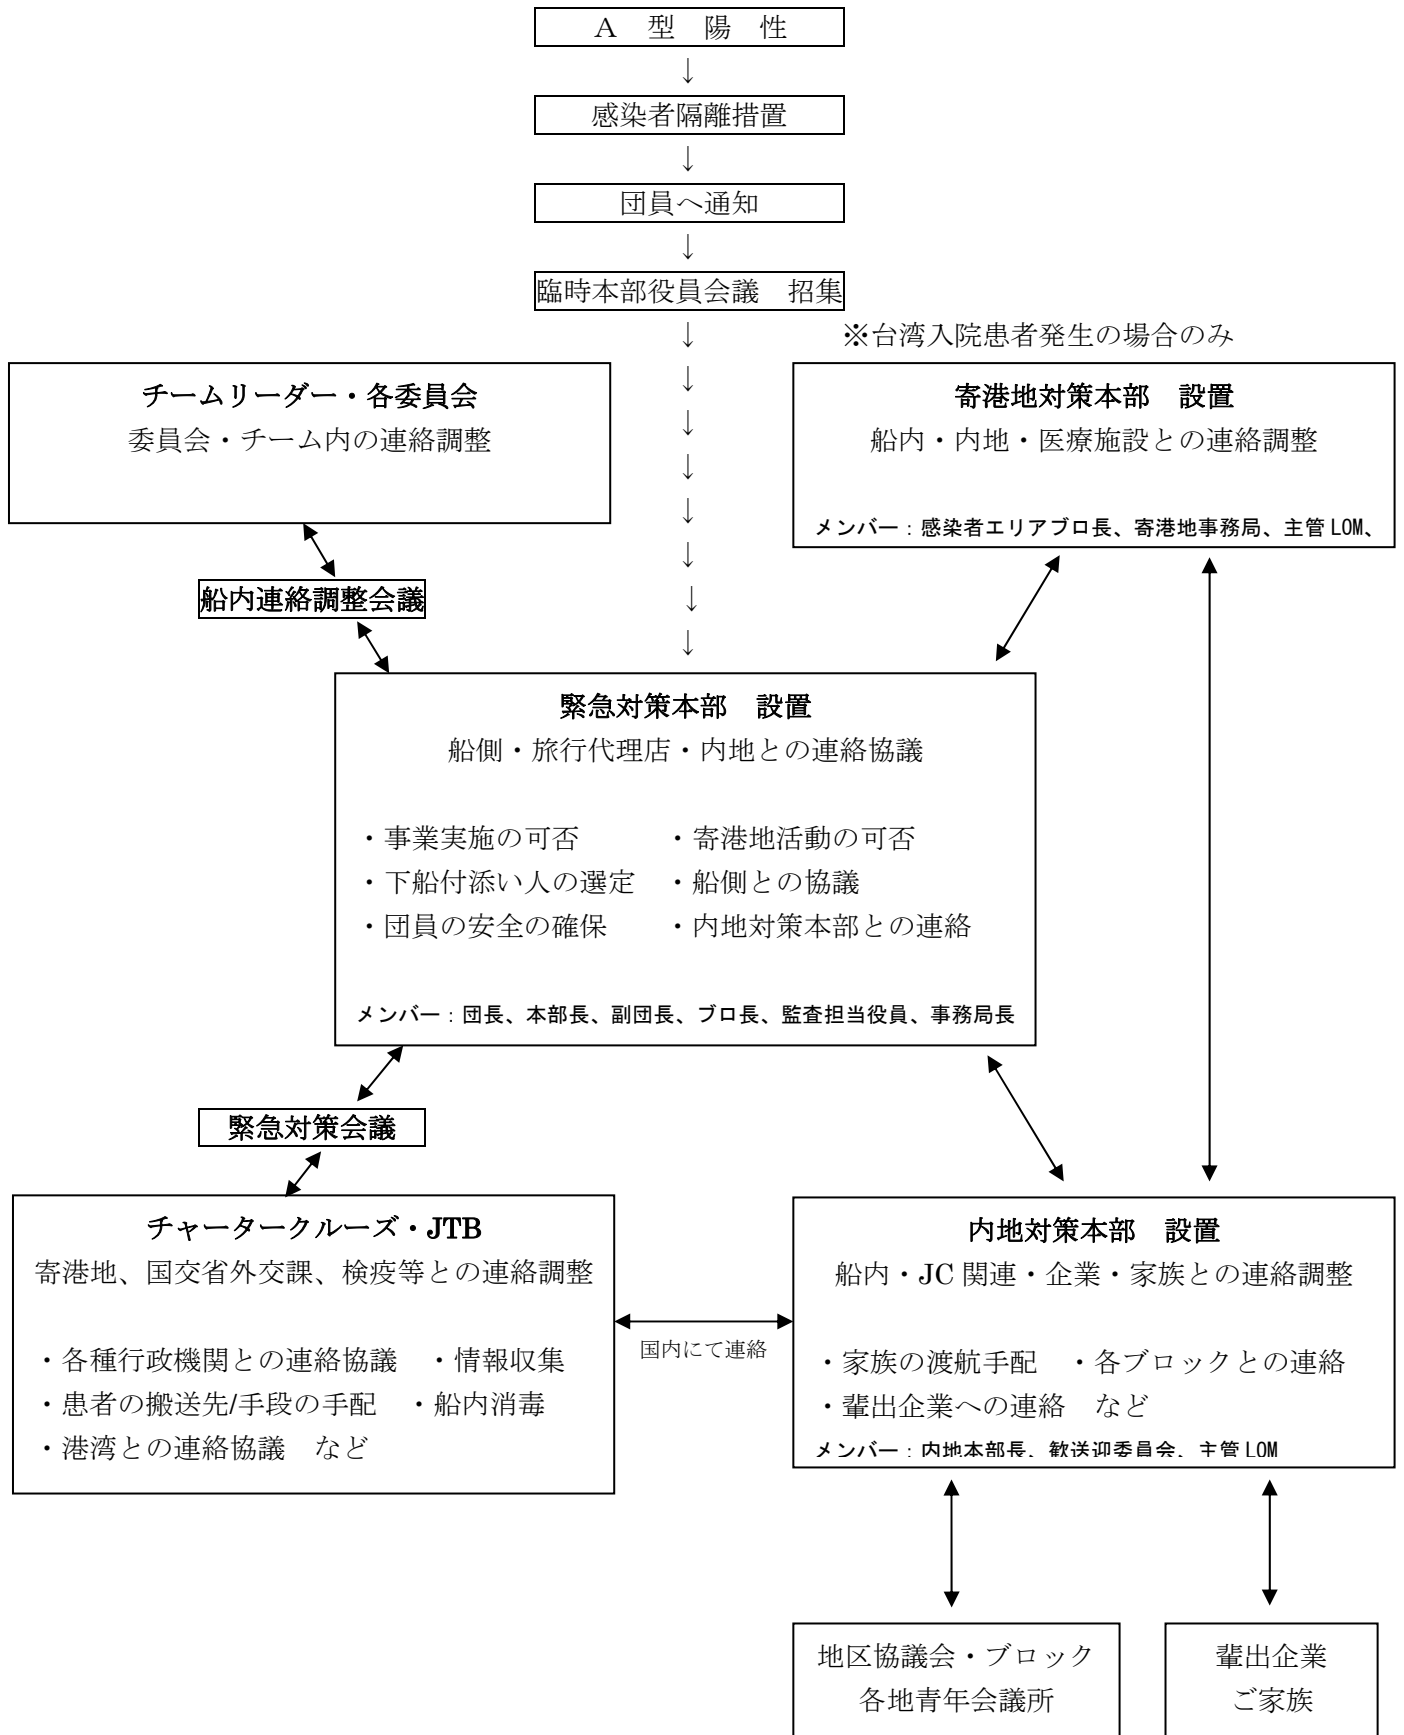 A　型　陽　性
↓
感染者隔離措置
↓
団員へ通知
↓
臨時本部役員会議　招集
↓
※台湾入院患者発生の場合のみ
↓
↓
↓
↓
↓
↓
↓
チームリーダー・各委員会
委員会・チーム内の連絡調整
寄港地対策本部　設置
船内・内地・医療施設との連絡調整
メンバー：感染者エリアブロ長、寄港地事務局、主管 LOM、
船内連絡調整会議
緊急対策本部　設置
船側・旅行代理店・内地との連絡協議
・事業実施の可否　　　・寄港地活動の可否
・下船付添い人の選定　・船側との協議
・団員の安全の確保　　・内地対策本部との連絡
メンバー：団長、本部長、副団長、ブロ長、監査担当役員、事務局長
緊急対策会議
チャータークルーズ・JTB
寄港地、国交省外交課、検疫等との連絡調整
・各種行政機関との連絡協議　・情報収集
・患者の搬送先/手段の手配　・船内消毒
・港湾との連絡協議　など
国内にて連絡
内地対策本部　設置
船内・JC 関連・企業・家族との連絡調整
・家族の渡航手配　・各ブロックとの連絡
・輩出企業への連絡　など
メンバー：内地本部長、歓送迎委員会、主管 LOM
地区協議会・ブロック
各地青年会議所
輩出企業
ご家族